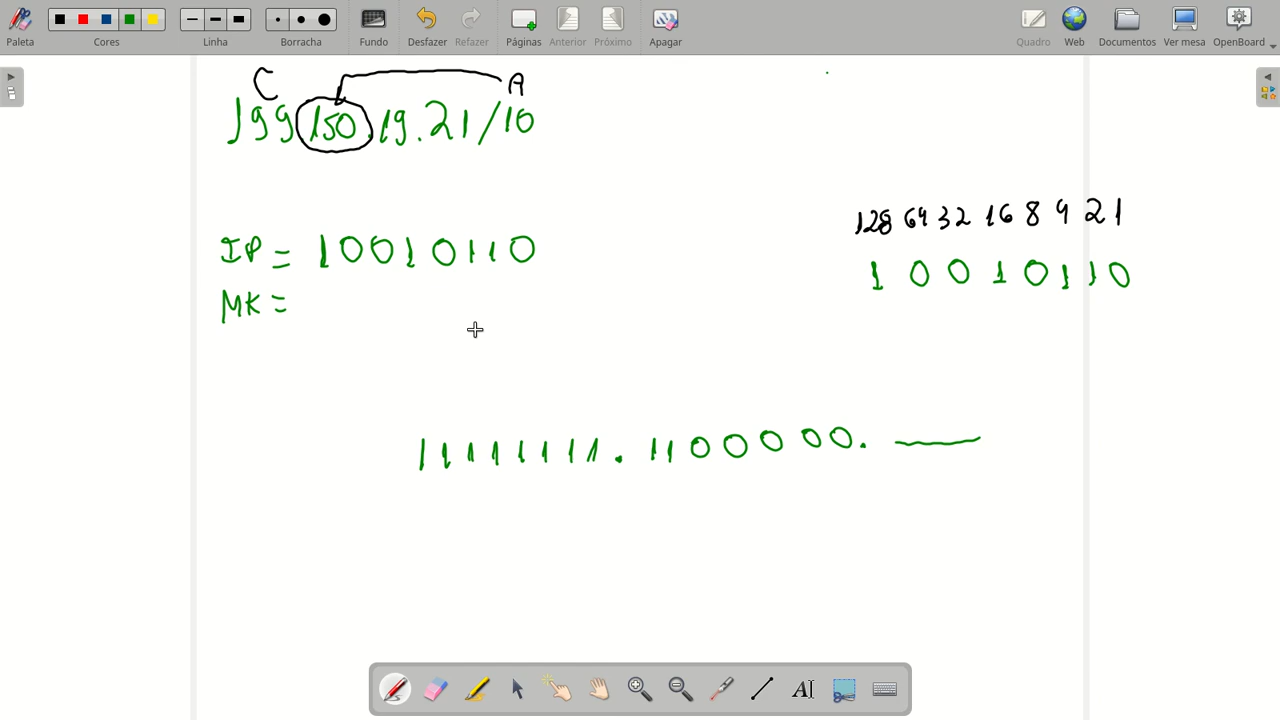 Paleta Cores Linha Borracha Fundo Desfazer Refazer Páginas Anterior Próximo Apagar Quadro Web Documentos Ver mesa OpenBoard
C A
199 150.19.21/10
128 64 32 16 8 4 2 1
IP = 10010110
1 0 0 1 0 1 1 0
MK =
11111111.11000000.